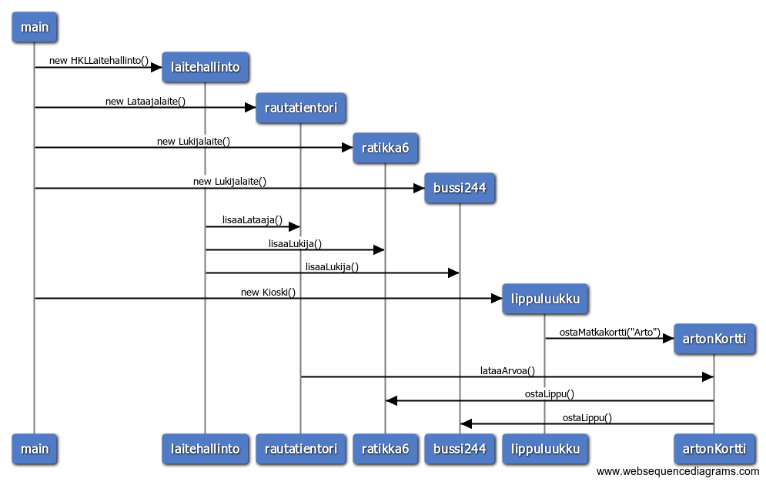 main
new HKLLaitehallinto()
laitehallinto
new Lataajalaite()
rautatientori
new Lukijalaite()
ratikka6
new Lukijalaite()
bussi244
lisaaLataaja()
lisaaLukija()
lisaaLukija()
new Kioski()
lippuluukku
ostaMatkakortti("Arto")
artonKortti
lataaArvoa()
ostaLippu()
ostaLippu()
main laitehallinto rautatientori ratikka6 bussi244 lippuluukku artonKortti
www.websequencediagrams.com